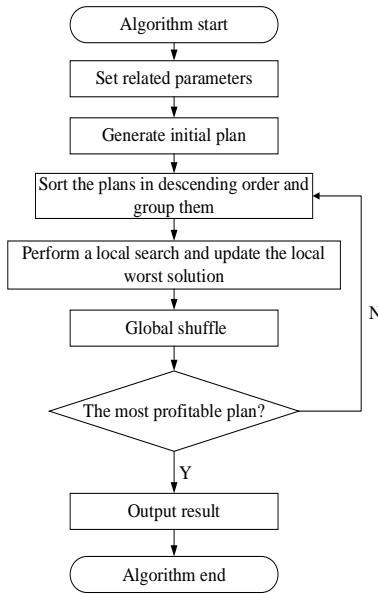 Algorithm start
Set related parameters
Generate initial plan
Sort the plans in descending order and
group them
Perform a local search and update the local
worst solution
Global shuffle
N
The most profitable plan?
Y
Output result
Algorithm end